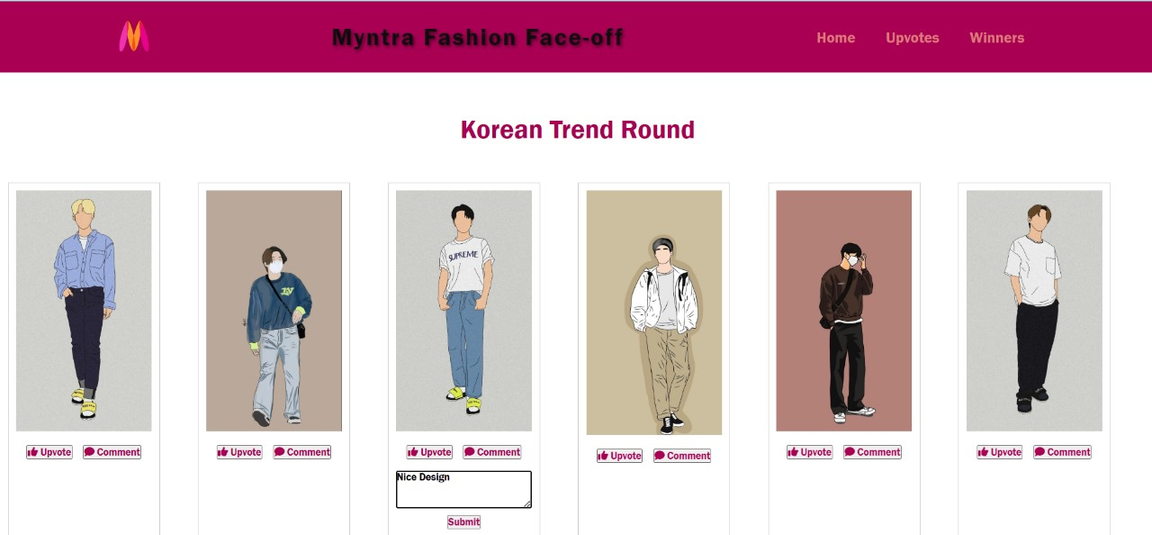 Myntra Fashion Face-off
Home Upvotes Winners
Korean Trend Round
SUPREME
Upvote Comment
Upvote Comment
Upvote Comment
Upvote Comment
Upvote Comment
Upvote Comment
Nice Design
Submit